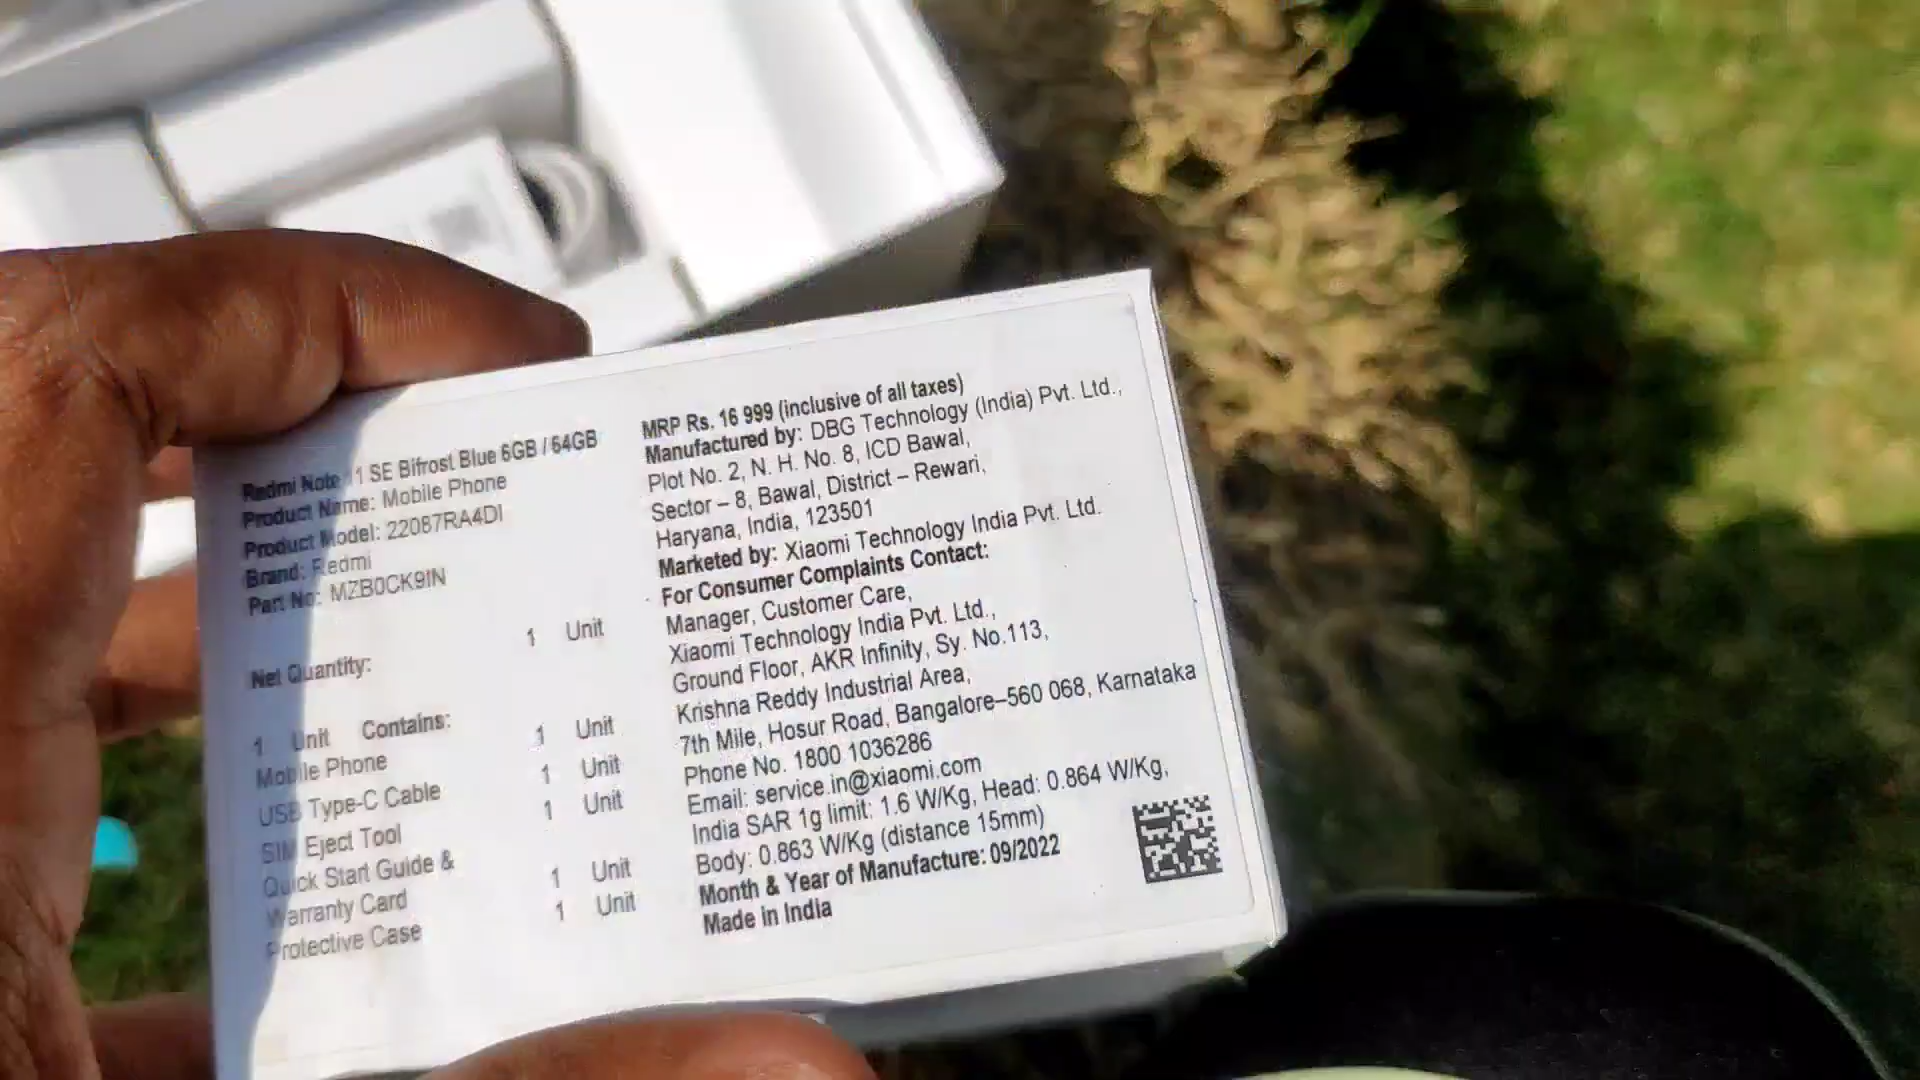 Redmi Note 11 SE Bifrost Blue 6GB / 64GB
Product Name: Mobile Phone
Product Model: 22087RA4DI
Brand: Redmi
Part No: MZB0CK9IN
Net Quantity: 1 Unit
1 Unit Contains:
Mobile Phone 1 Unit
USB Type-C Cable 1 Unit
SIM Eject Tool 1 Unit
Quick Start Guide &
Warranty Card 1 Unit
Protective Case 1 Unit
MRP Rs. 16 999 (inclusive of all taxes)
Manufactured by: DBG Technology (India) Pvt. Ltd.,
Plot No. 2, N. H. No. 8, ICD Bawal,
Sector – 8, Bawal, District – Rewari,
Haryana, India, 123501
Marketed by: Xiaomi Technology India Pvt. Ltd.
For Consumer Complaints Contact:
Manager, Customer Care,
Xiaomi Technology India Pvt. Ltd.,
Ground Floor, AKR Infinity, Sy. No.113,
Krishna Reddy Industrial Area,
7th Mile, Hosur Road, Bangalore–560 068, Karnataka
Phone No. 1800 1036286
Email: service.in@xiaomi.com
India SAR 1g limit: 1.6 W/Kg, Head: 0.864 W/Kg,
Body: 0.863 W/Kg (distance 15mm)
Month & Year of Manufacture: 09/2022
Made in India